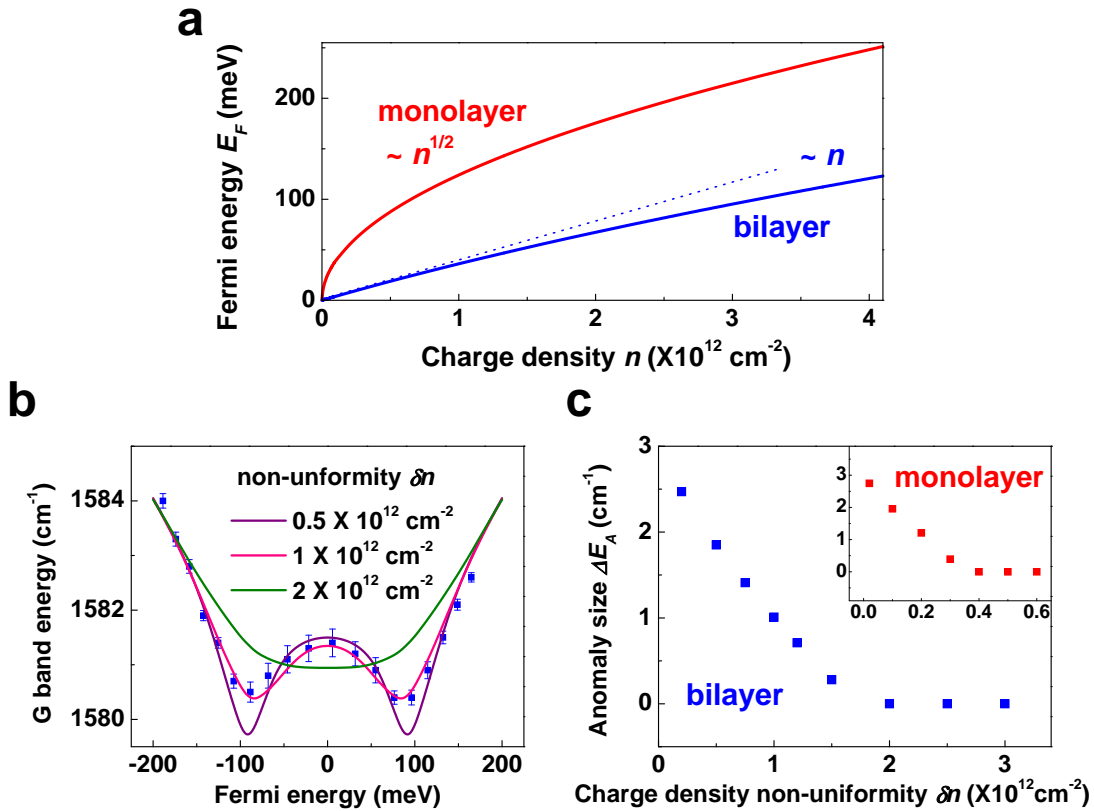 a
Fermi energy E_F (meV)
200
100
0
monolayer
~ n^1/2
~ n
bilayer
0 1 2 3 4
Charge density n (X10^12 cm^-2)
b
G band energy (cm^-1)
1584
1582
1580
non-unformity δn
0.5 X 10^12 cm^-2
1 X 10^12 cm^-2
2 X 10^12 cm^-2
-200 -100 0 100 200
Fermi energy (meV)
c
Anomaly size ΔE_A (cm^-1)
3
2
1
0
monolayer
3
2
1
0
0.0 0.2 0.4 0.6
bilayer
0 1 2 3
Charge density non-uniformity δn (X10^12cm^-2)